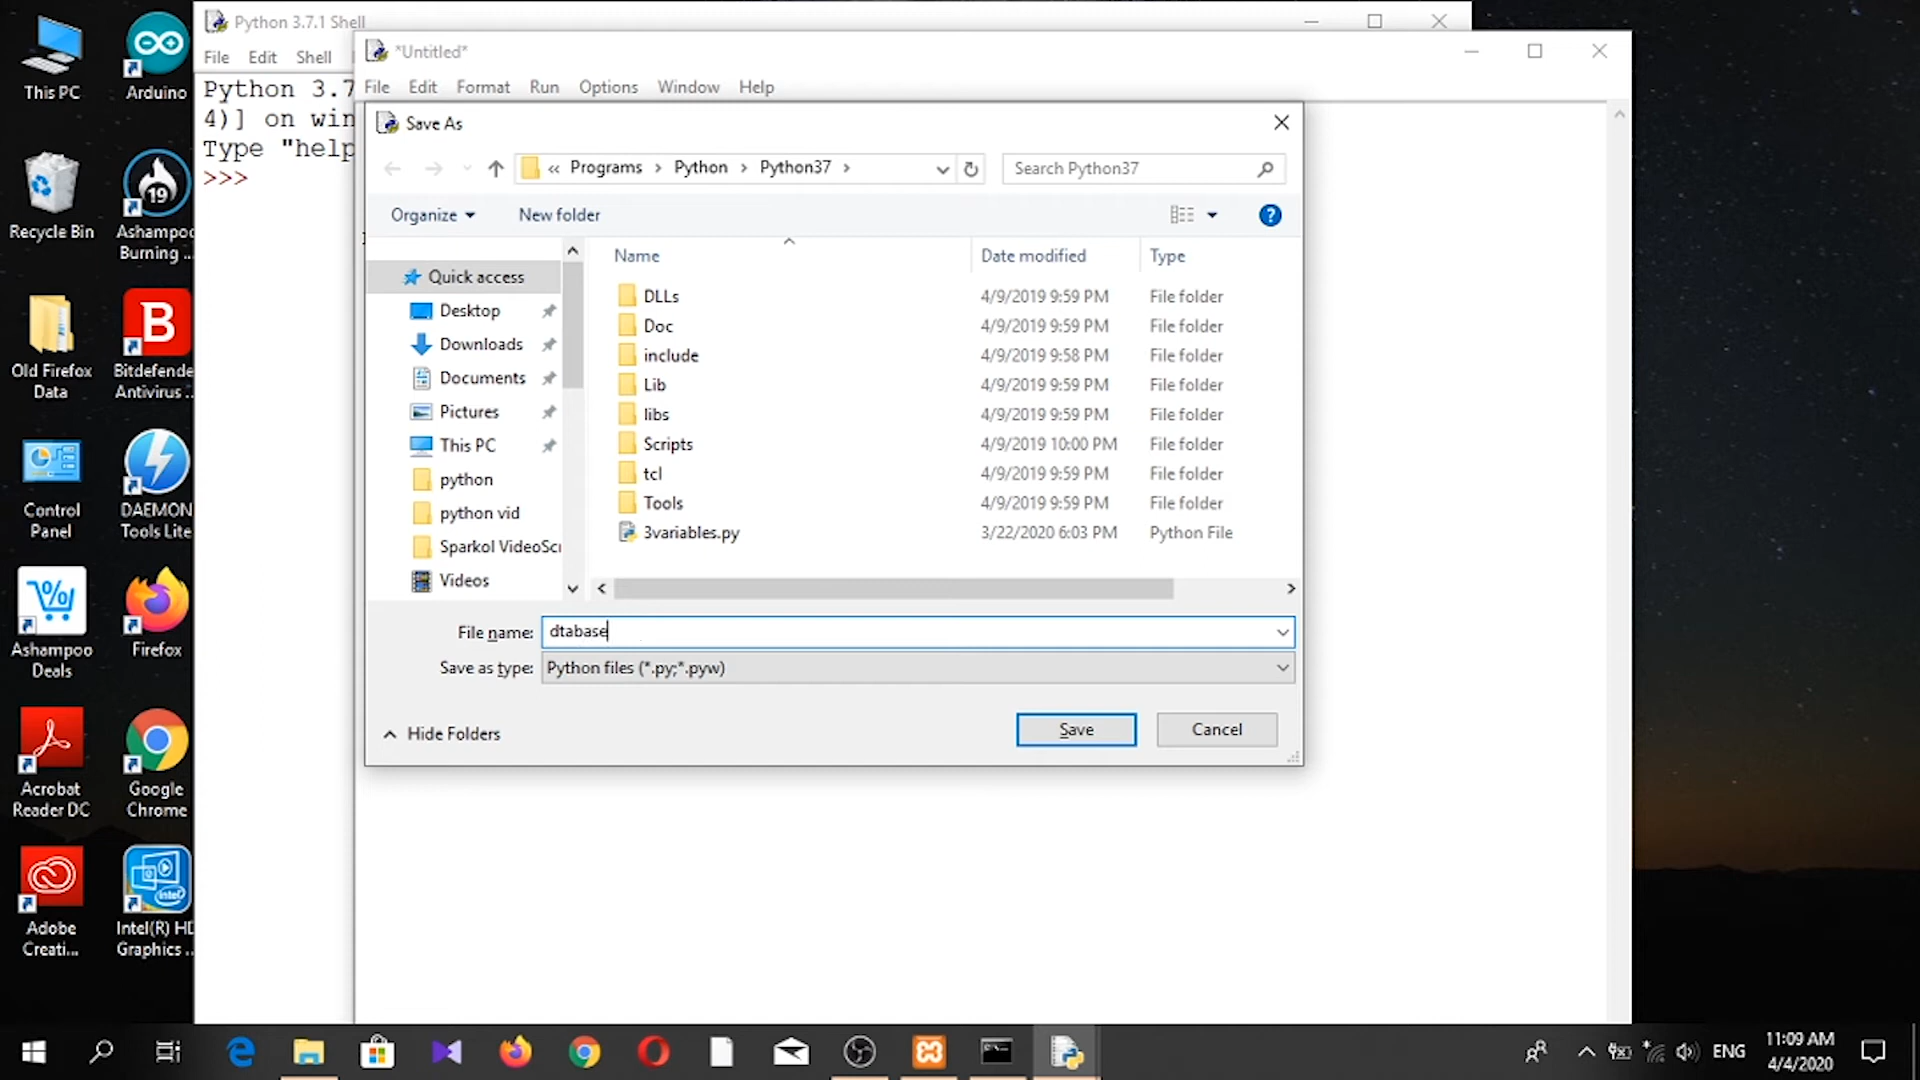 Python 3.7.1 Shell
File Edit Shell
Python 3.7
4)] on win
Type "help
>>>
*Untitled*
File Edit Format Run Options Window Help
Save As
« Programs > Python > Python37 >
Search Python37
Organize
New folder
Name Date modified Type
Quick access
Desktop
Downloads
Documents
Pictures
This PC
python
python vid
Sparkol VideoScr
Videos
DLLs 4/9/2019 9:59 PM File folder
Doc 4/9/2019 9:59 PM File folder
include 4/9/2019 9:58 PM File folder
Lib 4/9/2019 9:59 PM File folder
libs 4/9/2019 9:59 PM File folder
Scripts 4/9/2019 10:00 PM File folder
tcl 4/9/2019 9:59 PM File folder
Tools 4/9/2019 9:59 PM File folder
3variables.py 3/22/2020 6:03 PM Python File
File name: dtabase
Save as type: Python files (*.py;*.pyw)
Hide Folders
Save
Cancel
This PC
Arduino
Recycle Bin
19
Ashampoo
Burning ...
Old Firefox
Data
B
Bitdefender
Antivirus ...
Control
Panel
DAEMON
Tools Lite
Ashampoo
Deals
Firefox
Acrobat
Reader DC
Google
Chrome
Adobe
Creati...
intel
Intel(R) HD
Graphics ...
ENG
11:09 AM
4/4/2020